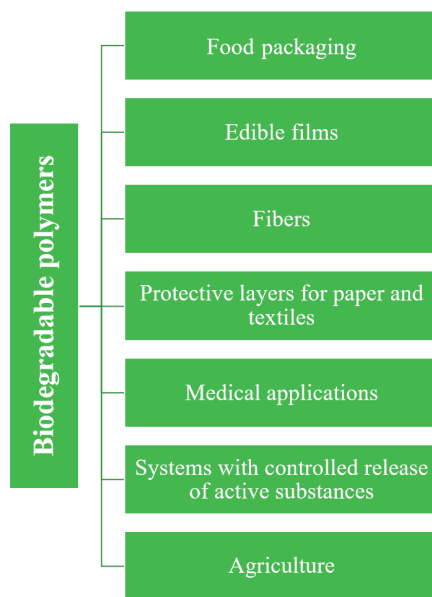 Biodegradable polymers
Food packaging
Edible films
Fibers
Protective layers for paper and
textiles
Medical applications
Systems with controlled release
of active substances
Agriculture